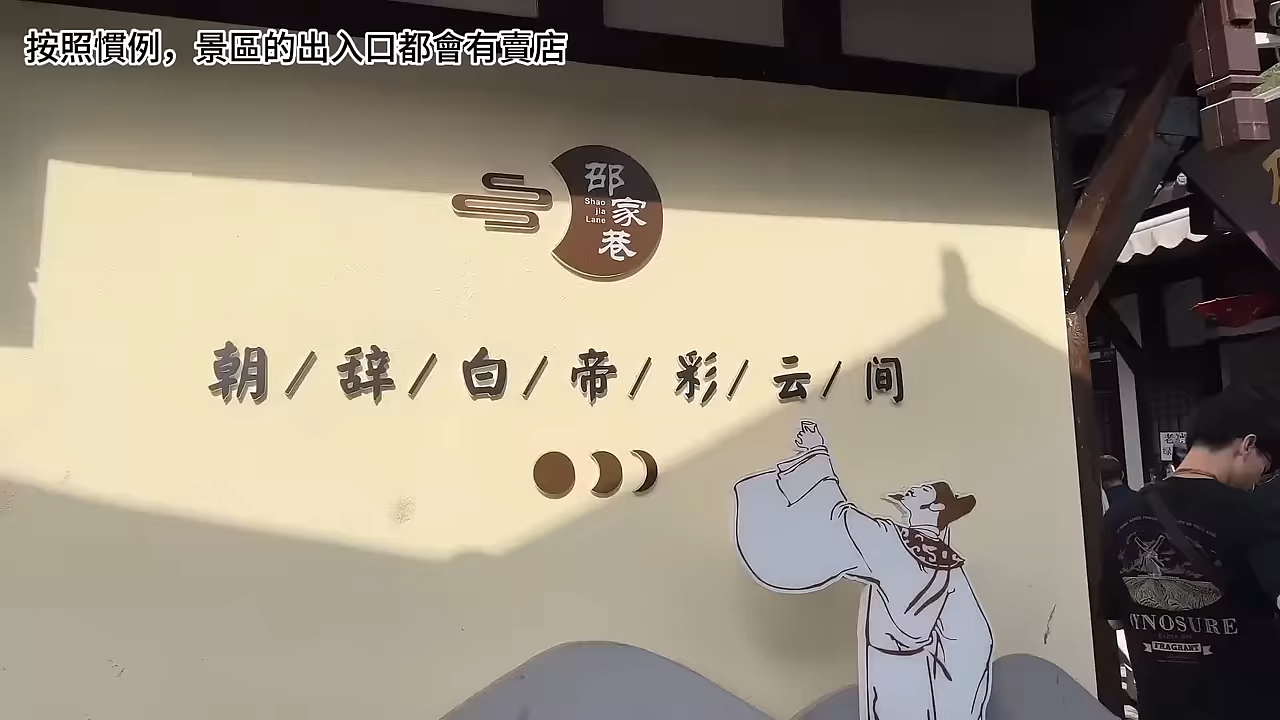 按照慣例，景區的出入口都會有賣店
邵家巷
Shao
jia
Lane
朝/辞/白/帝/彩/云/间
YNOSURE
FRAGRANT